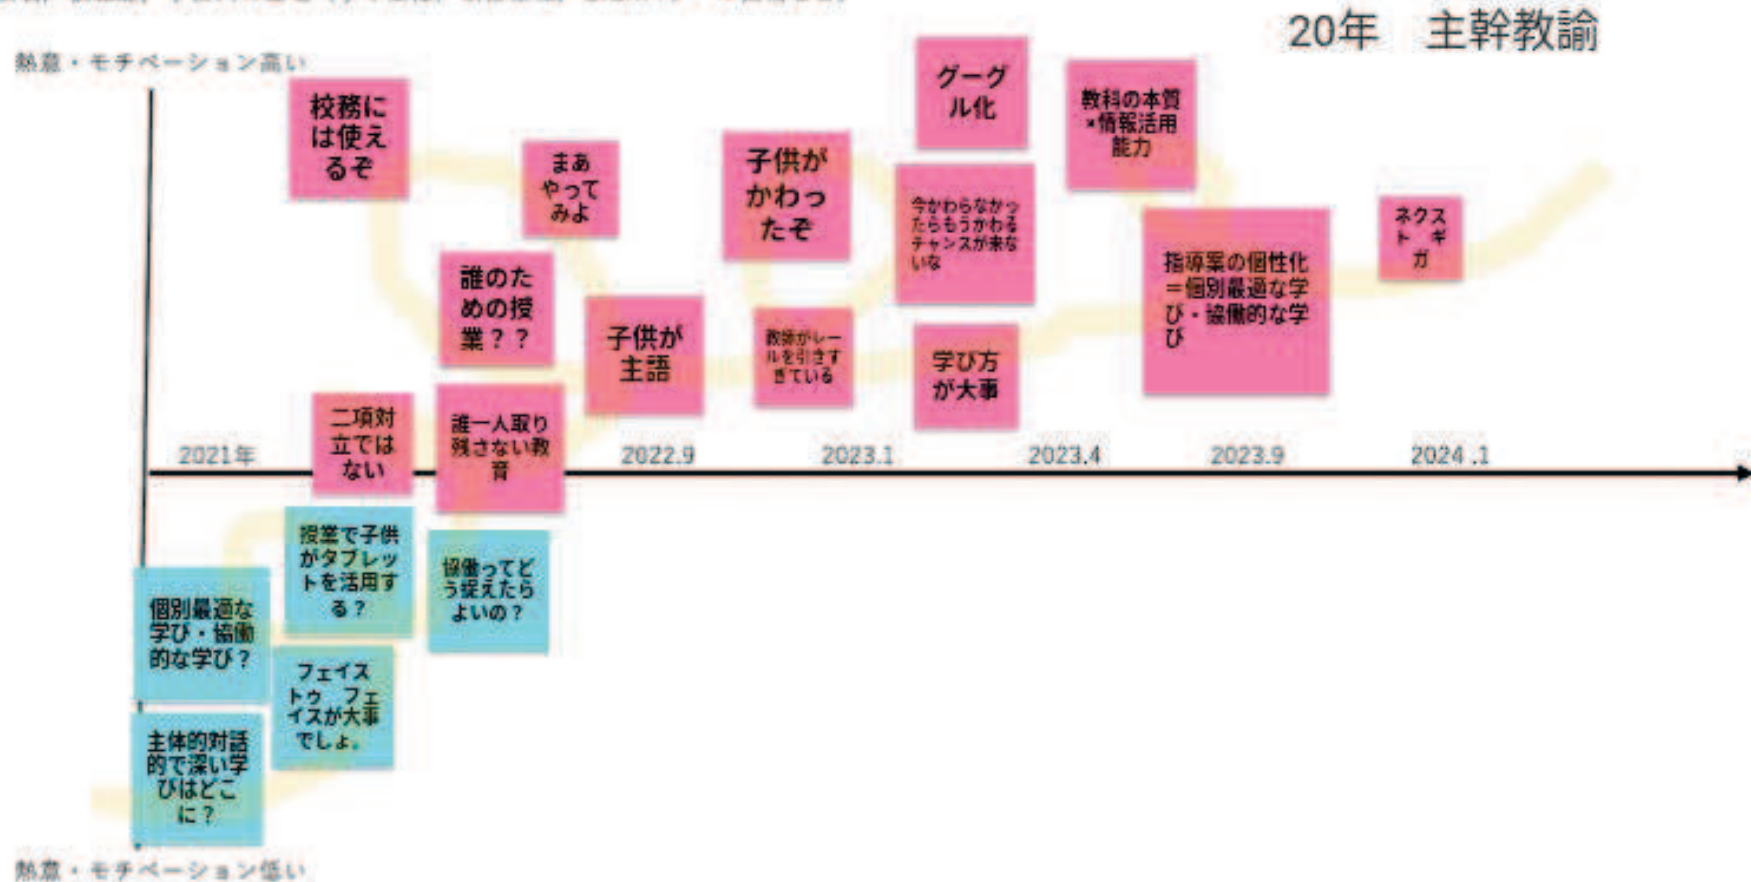 20年 主幹教諭
熱意・モチベーション高い
校務に
は使え
るぞ
まあ
やって
みよ
誰のた
めの授
業？？
子供が
主語
子供が
かわっ
たぞ
教師がレー
ルを引きす
ぎている
グーグ
ル化
今かわらなかっ
たらもうかわる
チャンスが来な
いな
学び方
が大事
教科の本質
×情報活用
能力
指導案の個性化
＝個別最適な学
び・協働的な学
び
ネクス
ト ギ
ガ
二項対
立では
ない
誰一人取り
残さない教
育
2021年
2022.9
2023.1
2023.4
2023.9
2024 .1
授業で子供
がタブレッ
トを活用す
る？
協働ってど
う捉えたら
よいの？
個別最適な
学び・協働
的な学び？
フェイス
トゥ フェ
イスが大事
でしょ。
主体的対話
的で深い学
びはどこ
に？
熱意・モチベーション低い